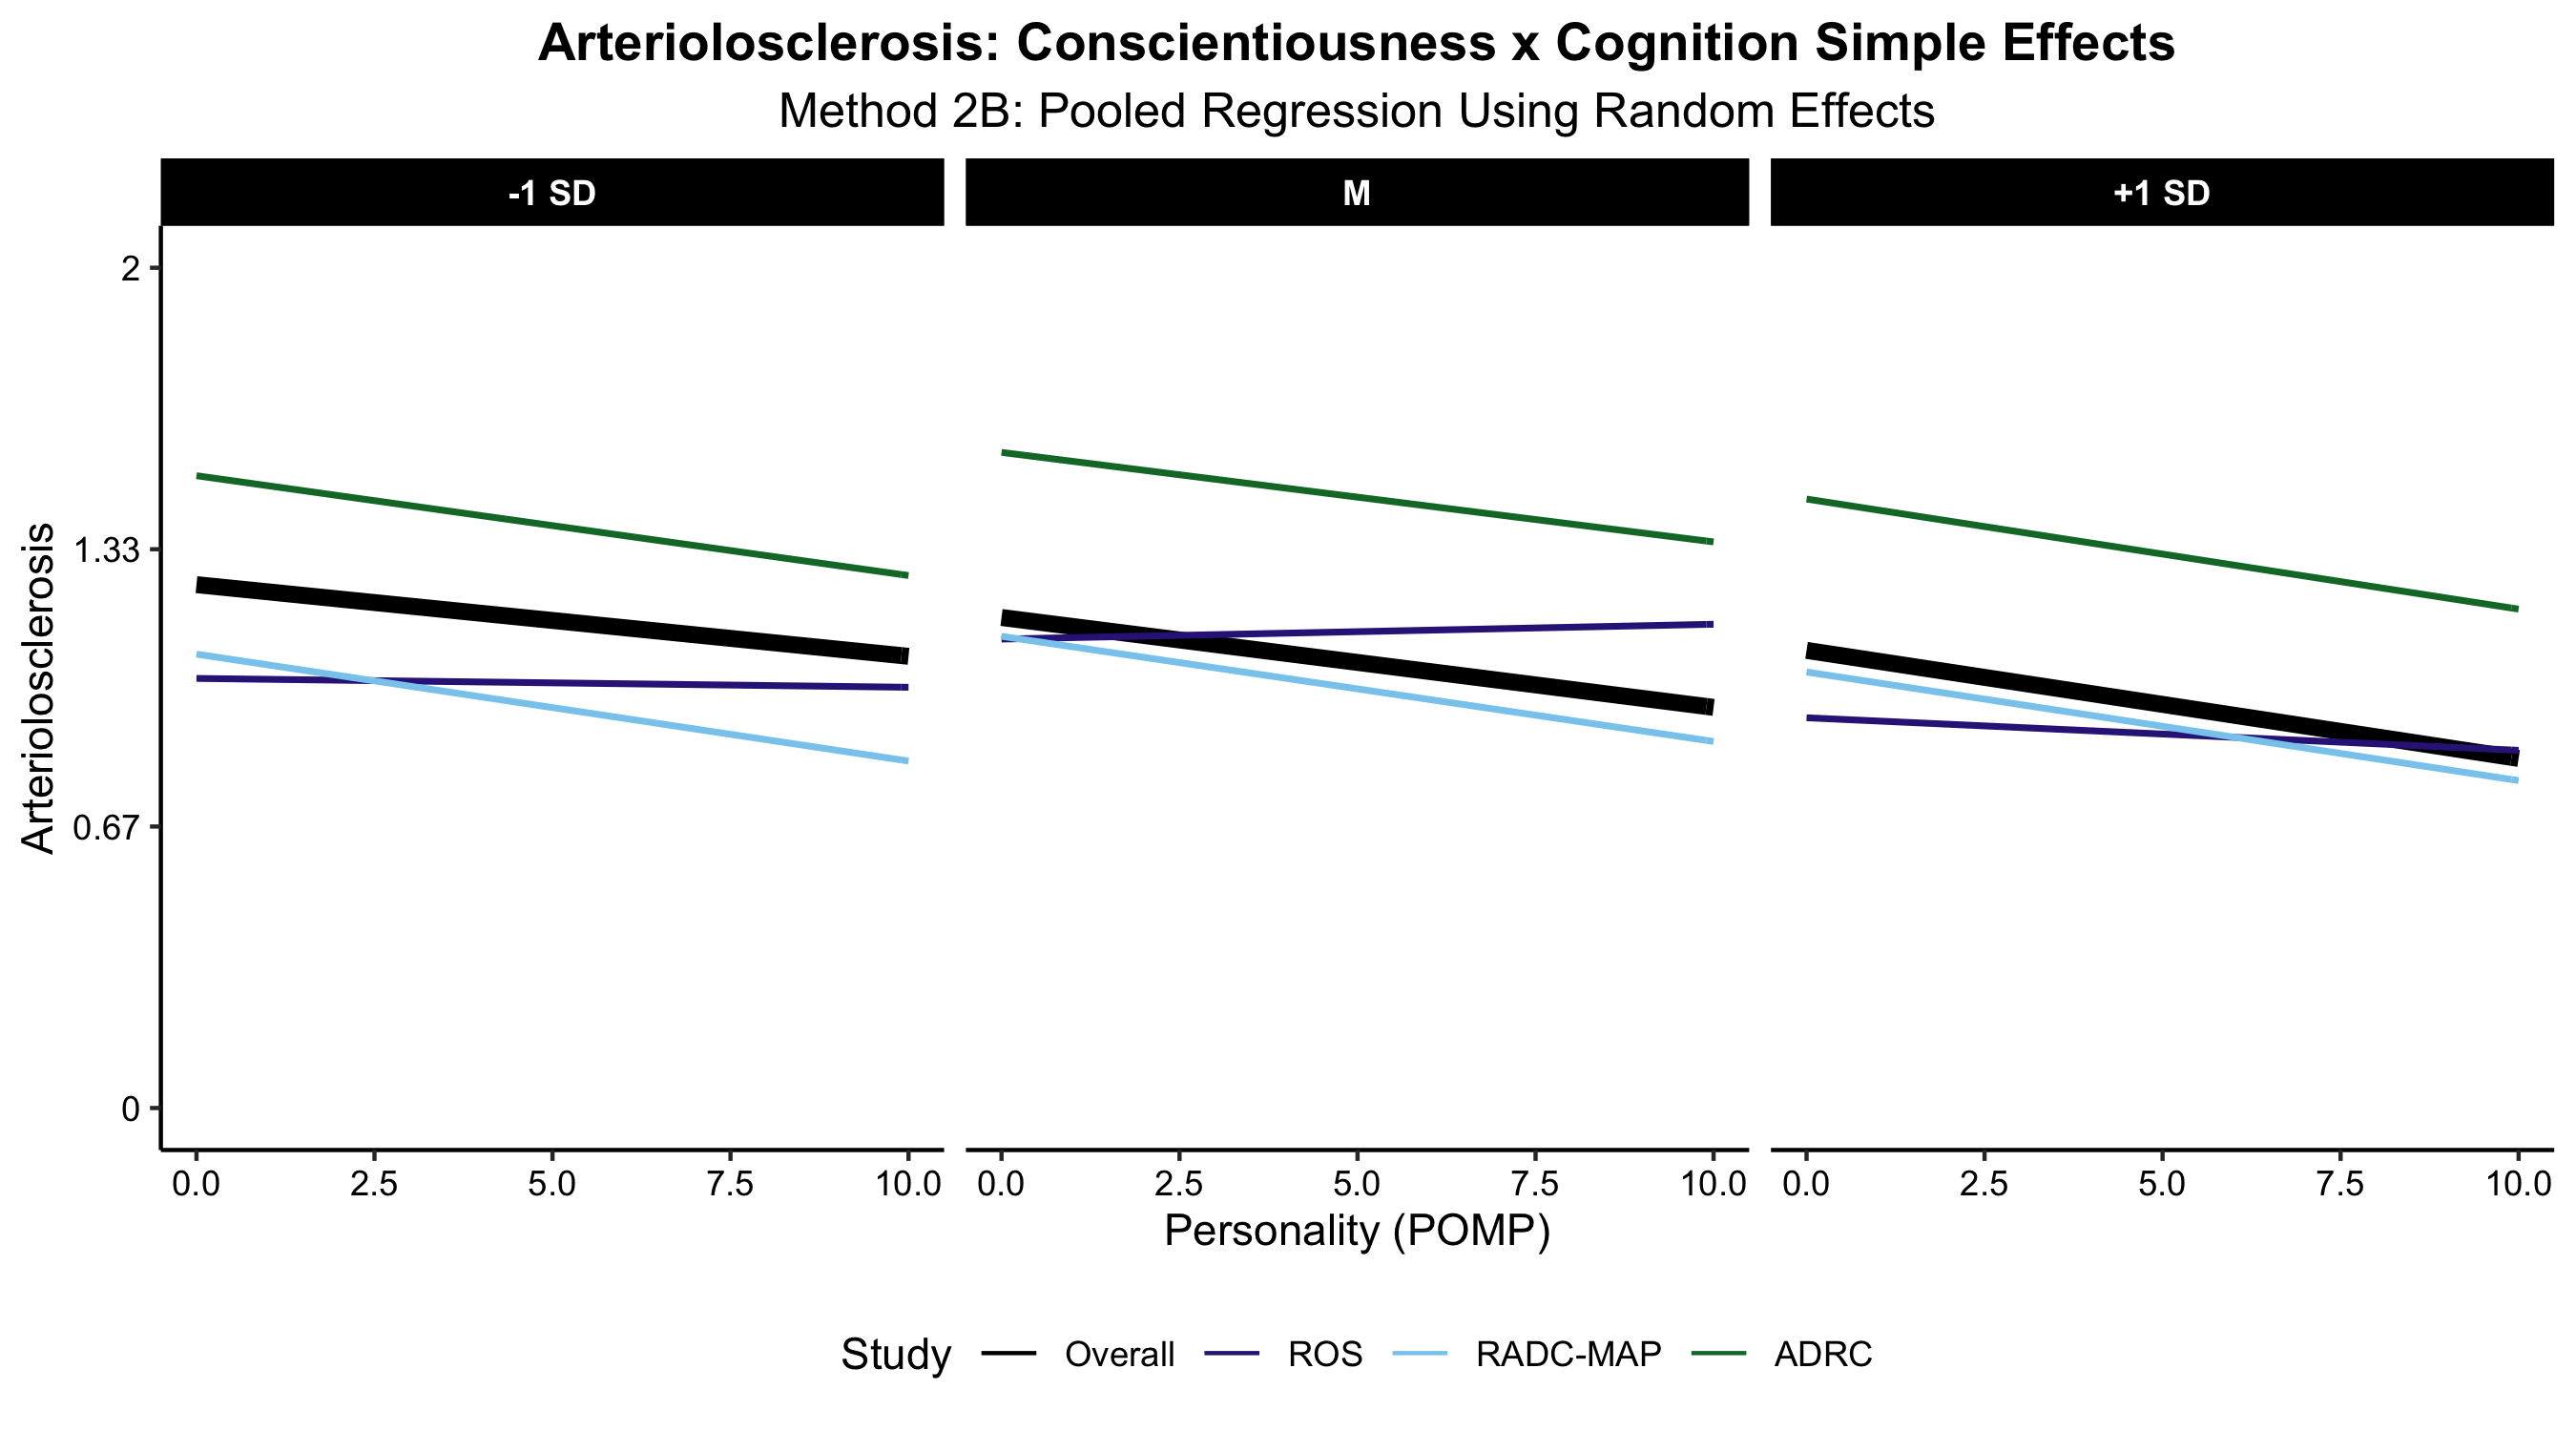 Arteriolosclerosis: Conscientiousness x Cognition Simple Effects
Method 2B: Pooled Regression Using Random Effects
-1 SD M +1 SD
Arteriolosclerosis
2
1.33
0.67
0
0.0 2.5 5.0 7.5 10.0 0.0 2.5 5.0 7.5 10.0 0.0 2.5 5.0 7.5 10.0
Personality (POMP)
Study Overall ROS RADC-MAP ADRC